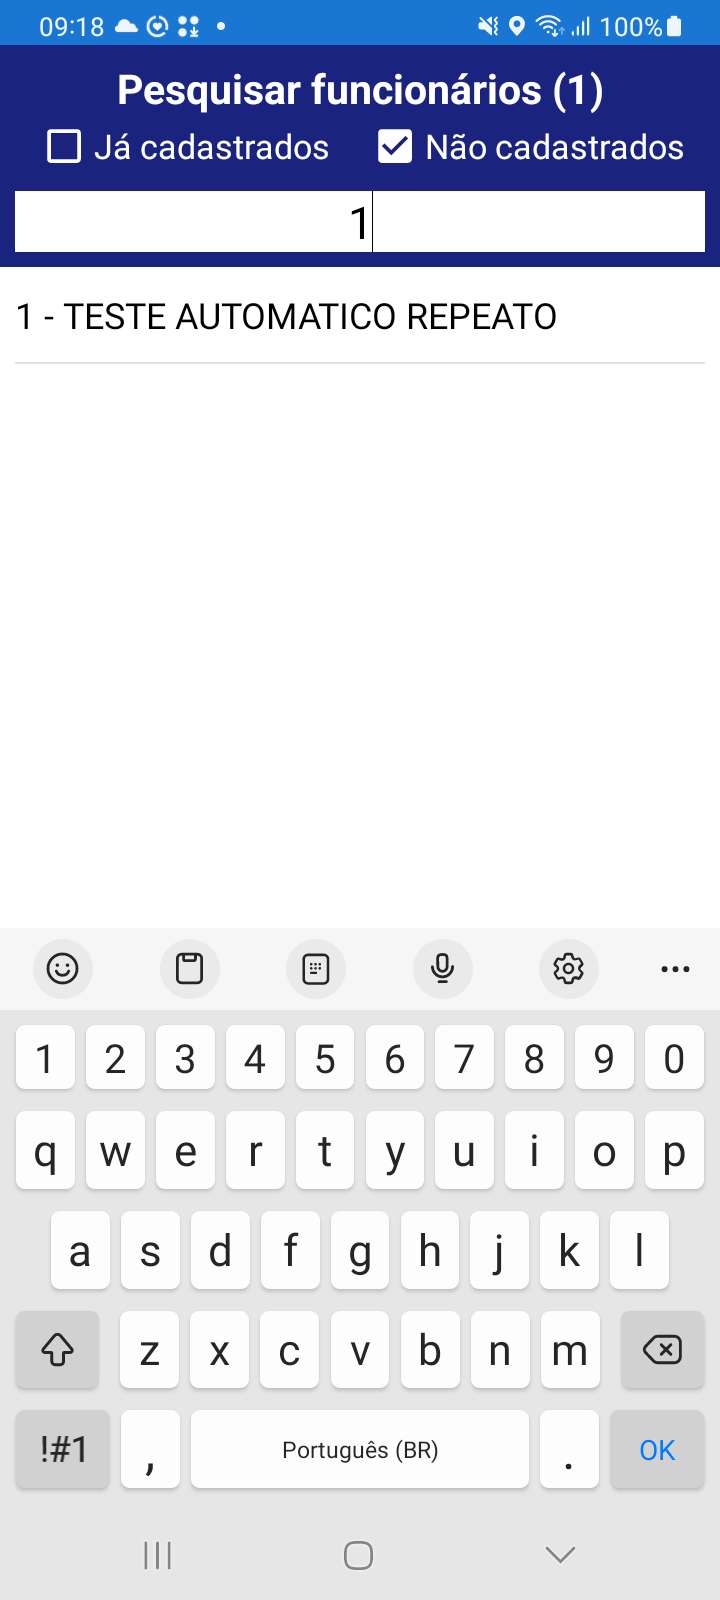 09:18 100%
Pesquisar funcionários (1)
Já cadastrados Não cadastrados
1
1 - TESTE AUTOMATICO REPEATO
1 2 3 4 5 6 7 8 9 0
q w e r t y u i o p
a s d f g h j k l
z x c v b n m
!#1 , Português (BR) . OK